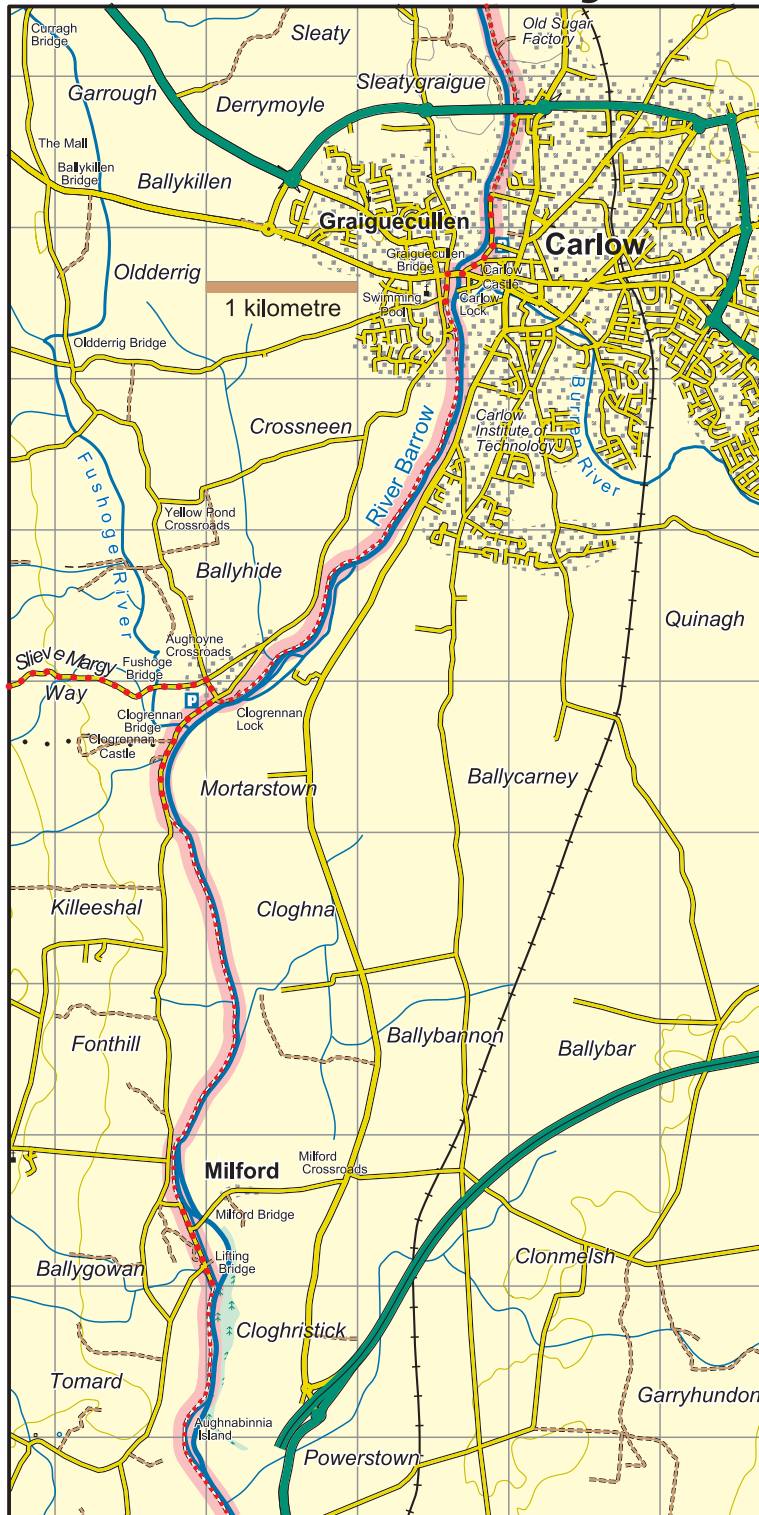 Curragh
Bridge
Sleaty
Old Sugar
Factory
Garrough
Derrymoyle
Sleatygraigue
The Mall
Ballykillen
Bridge
Ballykillen
Graiguecullen
Carlow
Graiguecullen
Bridge
Carlow
Castle
Olddderrig
1 kilometre
Swimming
Pool
Carlow
Lock
Oldderrig Bridge
Crossneen
Carlow
Institute of
Technology
Burren River
River Barrow
Fushoge River
Yellow Pond
Crossroads
Ballyhide
Quinagh
Aughoyne
Crossroads
Slieve Margy
Way
Fushoge
Bridge
P
Clogrennan
Bridge
Clogrennan
Lock
Clogrennan
Castle
Mortarstown
Ballycarney
Killeeshal
Cloghna
Fonthill
Ballybannon
Ballybar
Milford
Milford
Crossroads
Milford Bridge
Lifting
Bridge
Clonmelsh
Ballygowan
Cloghristick
Tomard
Garryhundon
Aughnabinnia
Island
Powerstown